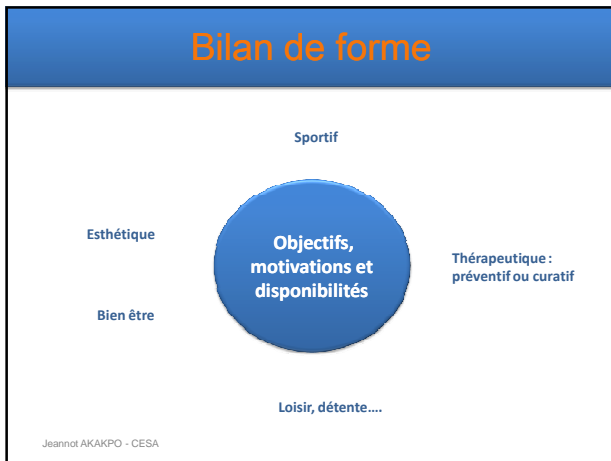 Bilan de forme
Sportif
Esthétique
Objectifs,
motivations et
disponibilités
Thérapeutique :
préventif ou curatif
Bien être
Loisir, détente....
Jeannot AKAKPO - CESA